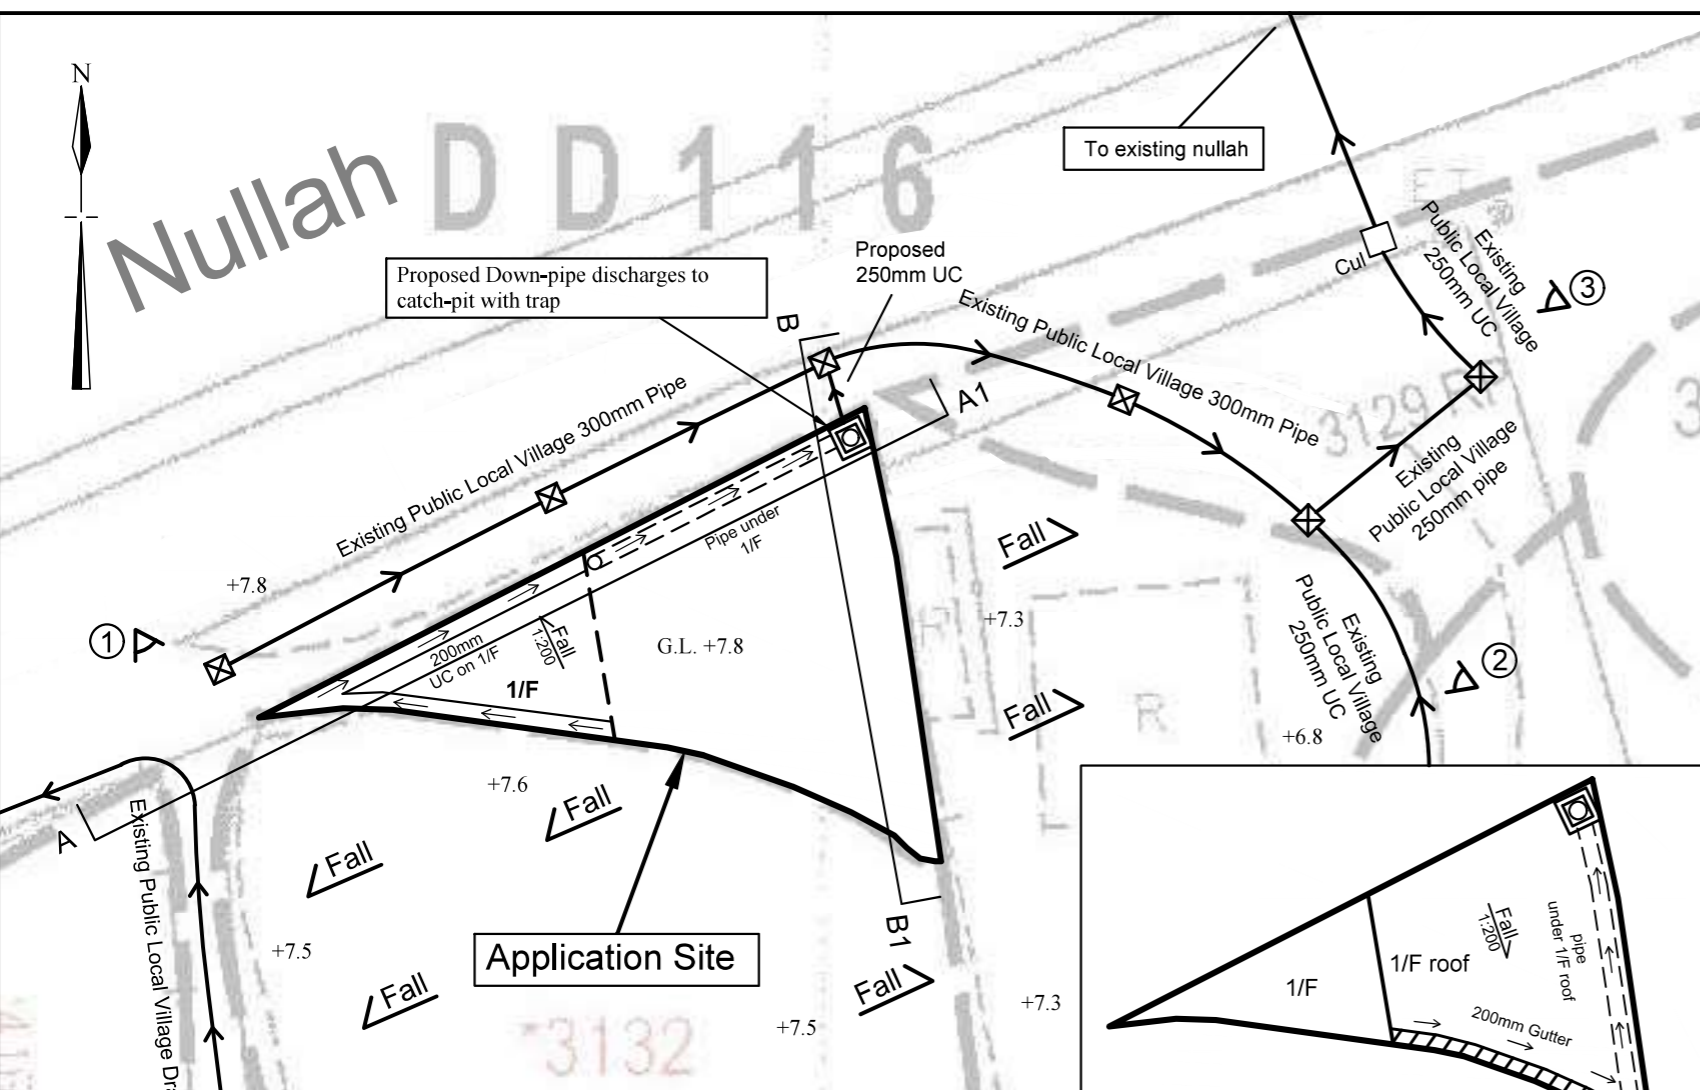 N
Nullah
DD116
To existing nullah
Proposed Down-pipe discharges to
catch-pit with trap
Proposed
250mm UC
B
A1
Existing Public Local Village 300mm Pipe
Existing Public Local Village 300mm Pipe
Cul
Existing
Public Local Village
250mm UC
3
3129 RP
Existing
Public Local Village
250mm pipe
+7.8
1
200mm
UC on 1/F
Fall
1:200
1/F
Pipe under
1/F
G.L. +7.8
Fall
+7.3
Fall
R
Existing
Public Local Village
250mm UC
2
+6.8
+7.6
Fall
Fall
A
Existing Public Local Village Dra
+7.5
Fall
Application Site
B1
Fall
+7.5
+7.3
3132
1/F
1/F roof
Fall
1:200
pipe
under 1/F roof
200mm Gutter